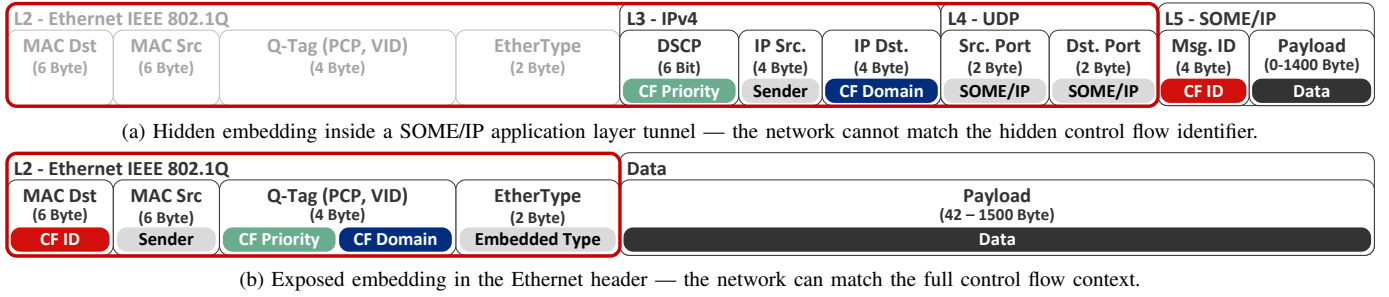 L2 - Ethernet IEEE 802.1Q L3 - IPv4 L4 - UDP L5 - SOME/IP
MAC Dst MAC Src Q-Tag (PCP, VID) EtherType DSCP IP Src. IP Dst. Src. Port Dst. Port Msg. ID Payload
(6 Byte) (6 Byte) (4 Byte) (2 Byte) (6 Bit) (4 Byte) (4 Byte) (2 Byte) (2 Byte) (4 Byte) (0-1400 Byte)
CF Priority Sender CF Domain SOME/IP SOME/IP CF ID Data
(a) Hidden embedding inside a SOME/IP application layer tunnel — the network cannot match the hidden control flow identifier.
L2 - Ethernet IEEE 802.1Q Data
MAC Dst MAC Src Q-Tag (PCP, VID) EtherType Payload
(6 Byte) (6 Byte) (4 Byte) (2 Byte) (42 – 1500 Byte)
CF ID Sender CF Priority CF Domain Embedded Type Data
(b) Exposed embedding in the Ethernet header — the network can match the full control flow context.